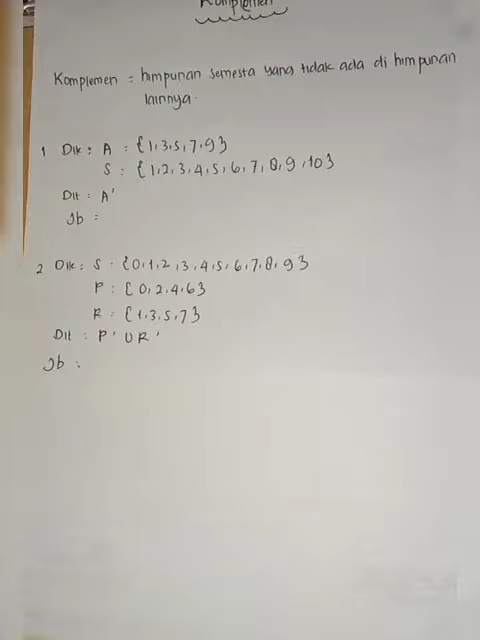 Komplemen
Komplemen = himpunan semesta yang tidak ada di himpunan
lainnya.
1 Dik : A = {1,3,5,7,9}
S : {1,2,3,4,5,6,7,8,9,10}
Dit : A'
Jb :
2 Dik : S = {0,1,2,3,4,5,6,7,8,9}
P : {0,2,4,6}
R = {1,3,5,7}
Dit : P' U R'
Jb :